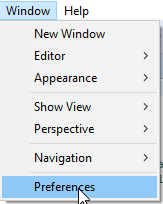 Window Help
New Window
Editor
Appearance
Show View
Perspective
Navigation
Preferences